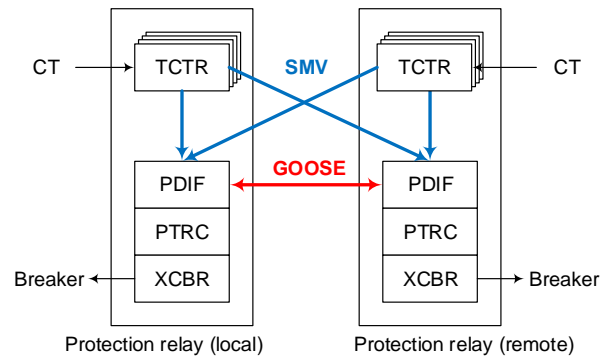 CT TCTR SMV TCTR CT
GOOSE
PDIF PDIF
PTRC PTRC
Breaker XCBR XCBR Breaker
Protection relay (local) Protection relay (remote)